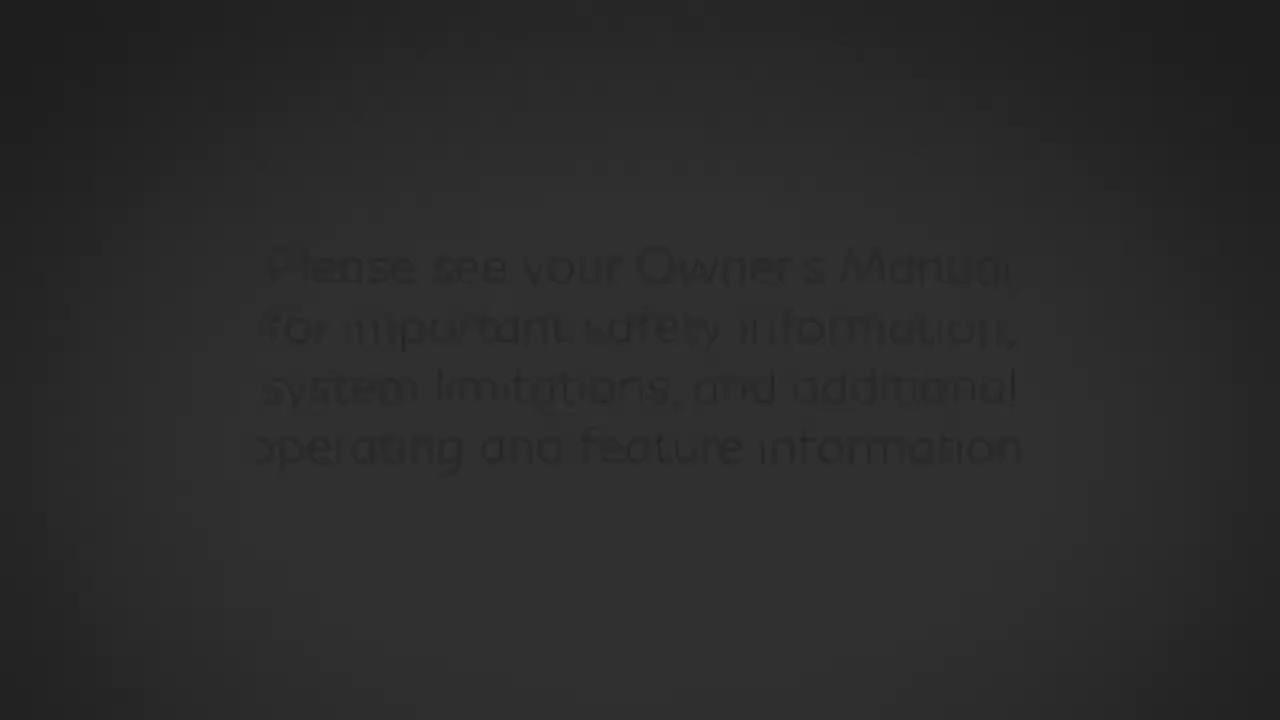 Please see your Owner's Manual
for important safety information,
system limitations, and additional
operating and feature information